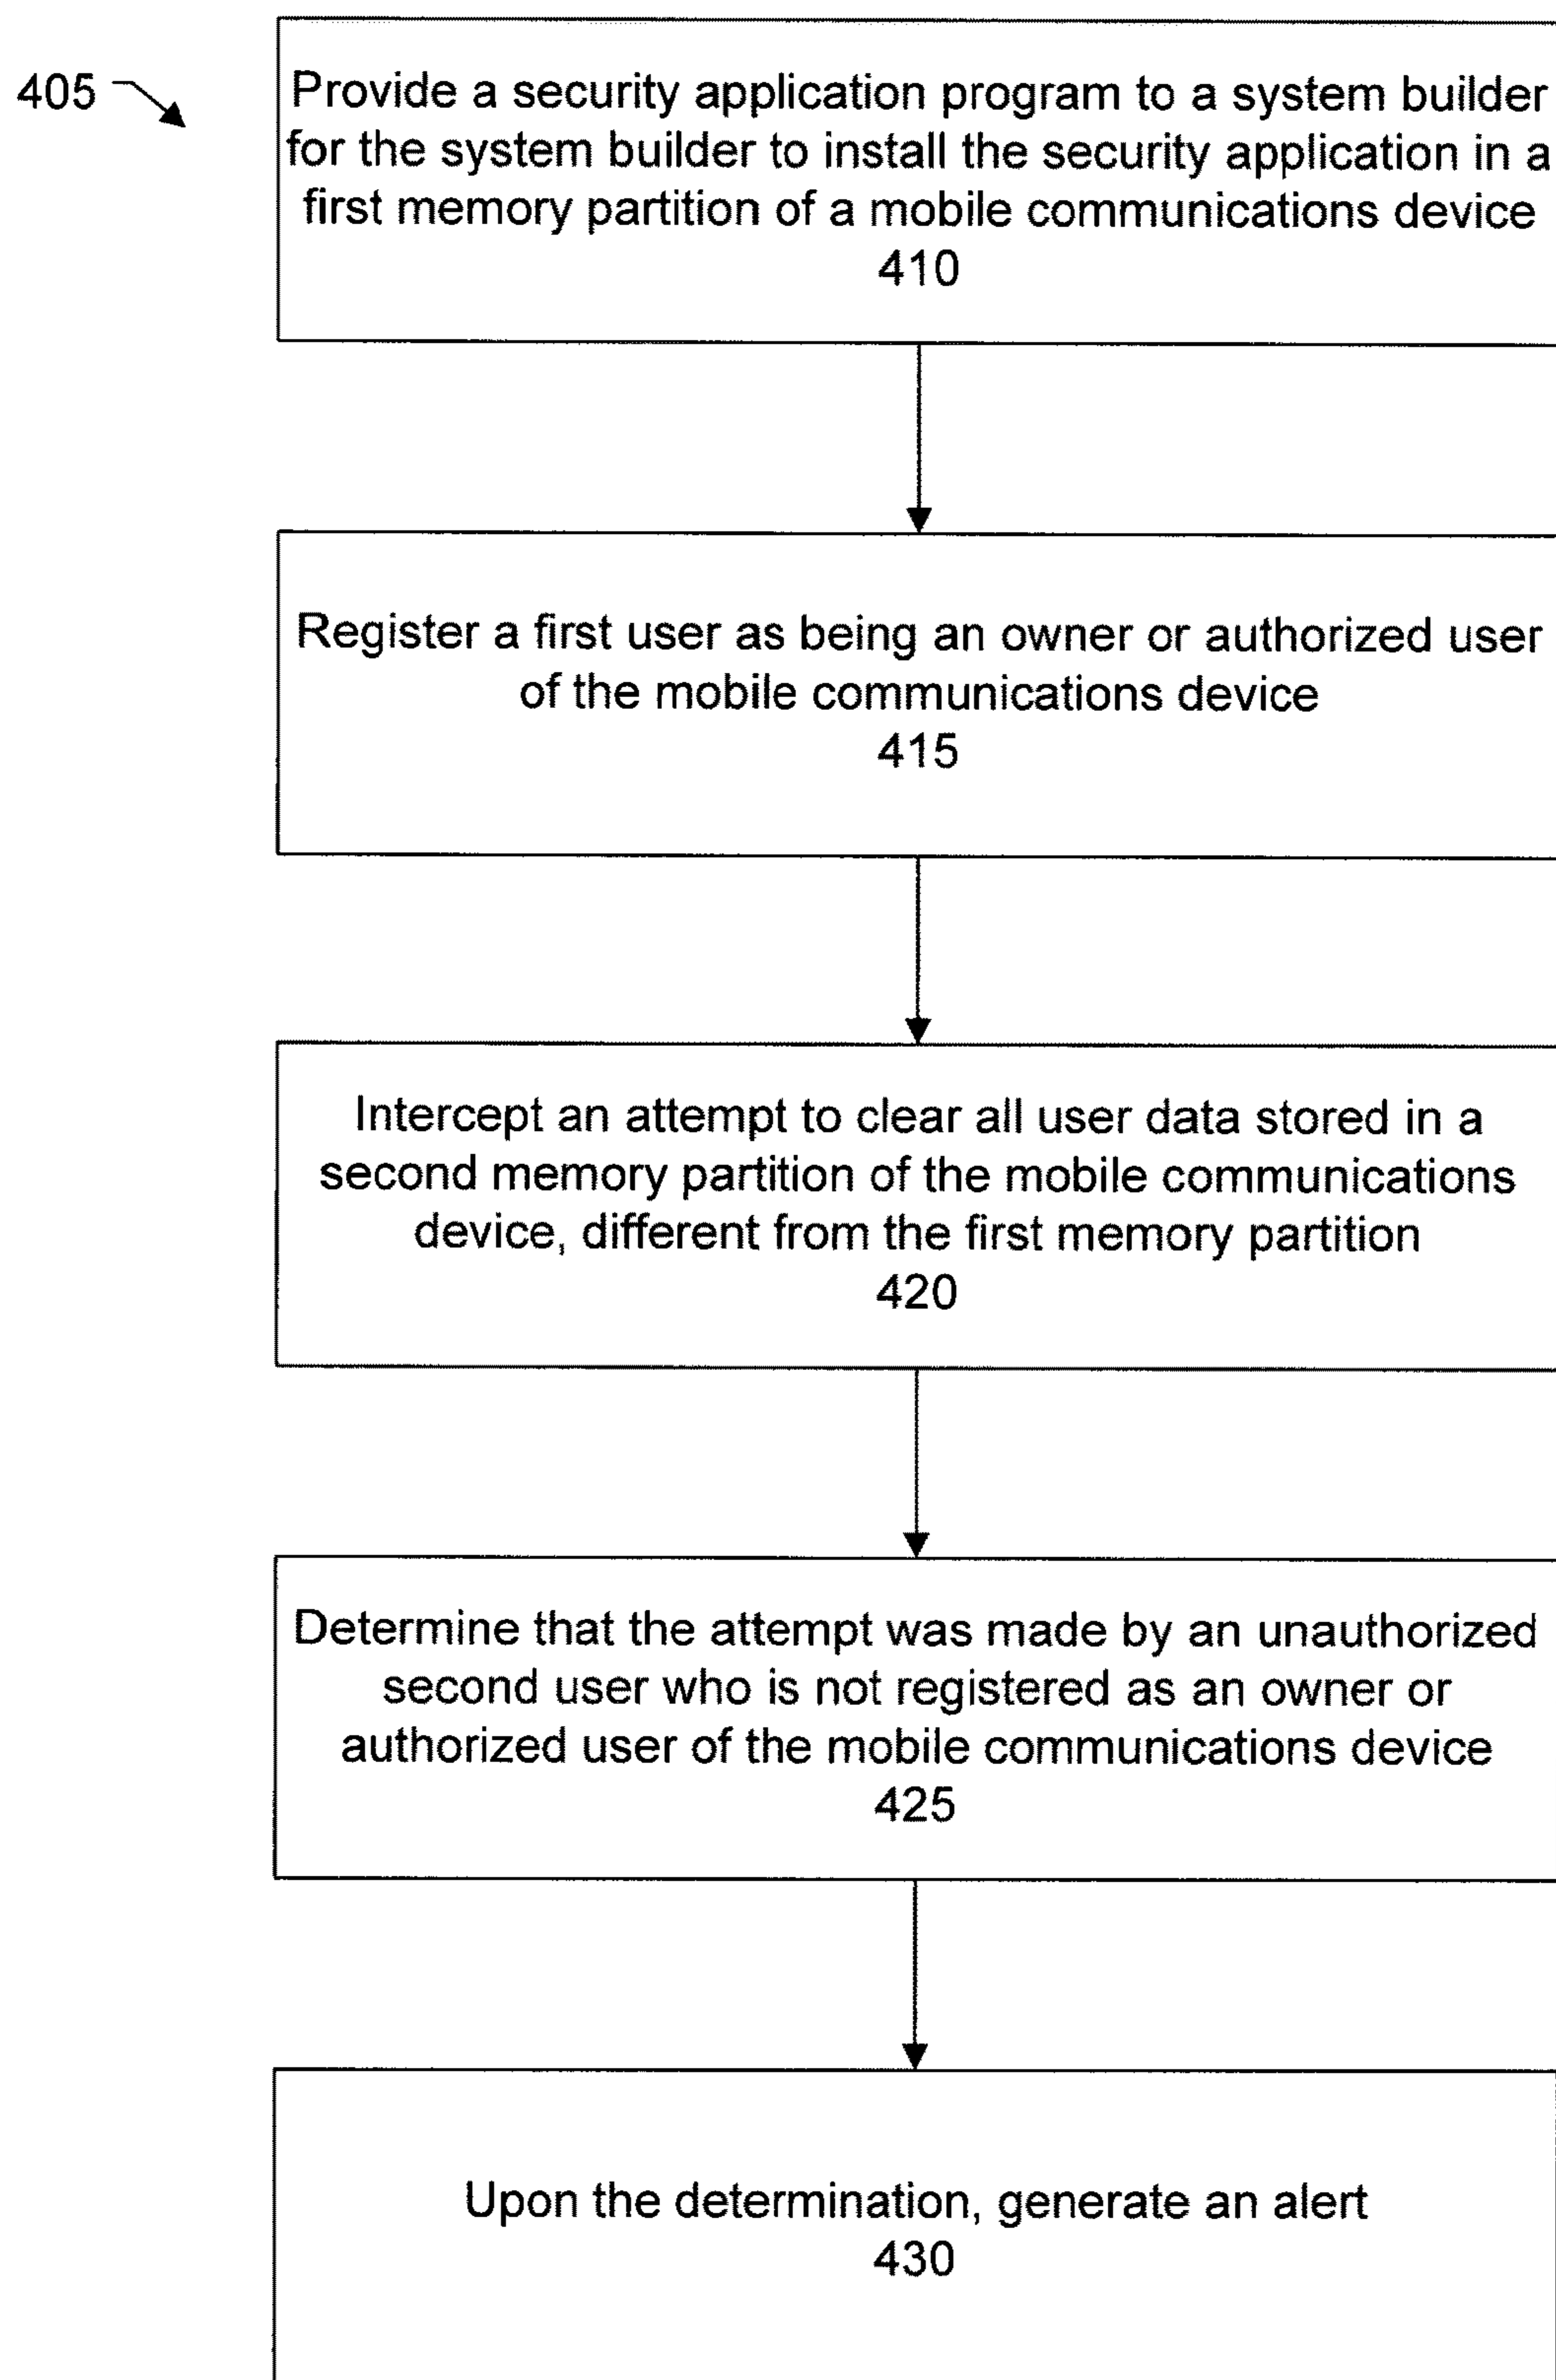 405
Provide a security application program to a system builder
for the system builder to install the security application in a
first memory partition of a mobile communications device
410
Register a first user as being an owner or authorized user
of the mobile communications device
415
Intercept an attempt to clear all user data stored in a
second memory partition of the mobile communications
device, different from the first memory partition
420
Determine that the attempt was made by an unauthorized
second user who is not registered as an owner or
authorized user of the mobile communications device
425
Upon the determination, generate an alert
430